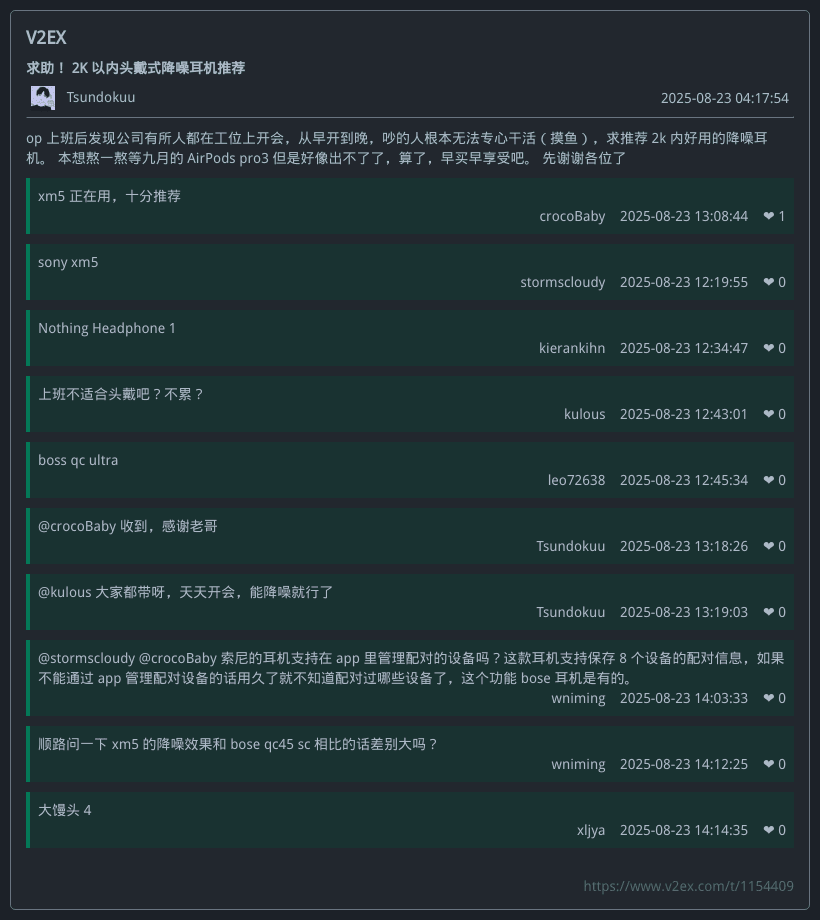 V2EX
求助！ 2K 以内头戴式降噪耳机推荐
Tsundokuu 2025-08-23 04:17:54
op 上班后发现公司有所人都在工位上开会，从早开到晚，吵的人根本无法专心干活（摸鱼），求推荐 2k 内好用的降噪耳
机。 本想熬一熬等九月的 AirPods pro3 但是好像出不了了，算了，早买早享受吧。 先谢谢各位了
xm5 正在用，十分推荐
crocoBaby 2025-08-23 13:08:44 ❤ 1
sony xm5
stormscloudy 2025-08-23 12:19:55 ❤ 0
Nothing Headphone 1
kierankihn 2025-08-23 12:34:47 ❤ 0
上班不适合头戴吧？不累？
kulous 2025-08-23 12:43:01 ❤ 0
boss qc ultra
leo72638 2025-08-23 12:45:34 ❤ 0
@crocoBaby 收到，感谢老哥
Tsundokuu 2025-08-23 13:18:26 ❤ 0
@kulous 大家都带呀，天天开会，能降噪就行了
Tsundokuu 2025-08-23 13:19:03 ❤ 0
@stormscloudy @crocoBaby 索尼的耳机支持在 app 里管理配对的设备吗？这款耳机支持保存 8 个设备的配对信息，如果
不能通过 app 管理配对设备的话用久了就不知道配对过哪些设备了，这个功能 bose 耳机是有的。
wniming 2025-08-23 14:03:33 ❤ 0
顺路问一下 xm5 的降噪效果和 bose qc45 sc 相比的话差别大吗？
wniming 2025-08-23 14:12:25 ❤ 0
大馒头 4
xljya 2025-08-23 14:14:35 ❤ 0
https://www.v2ex.com/t/1154409